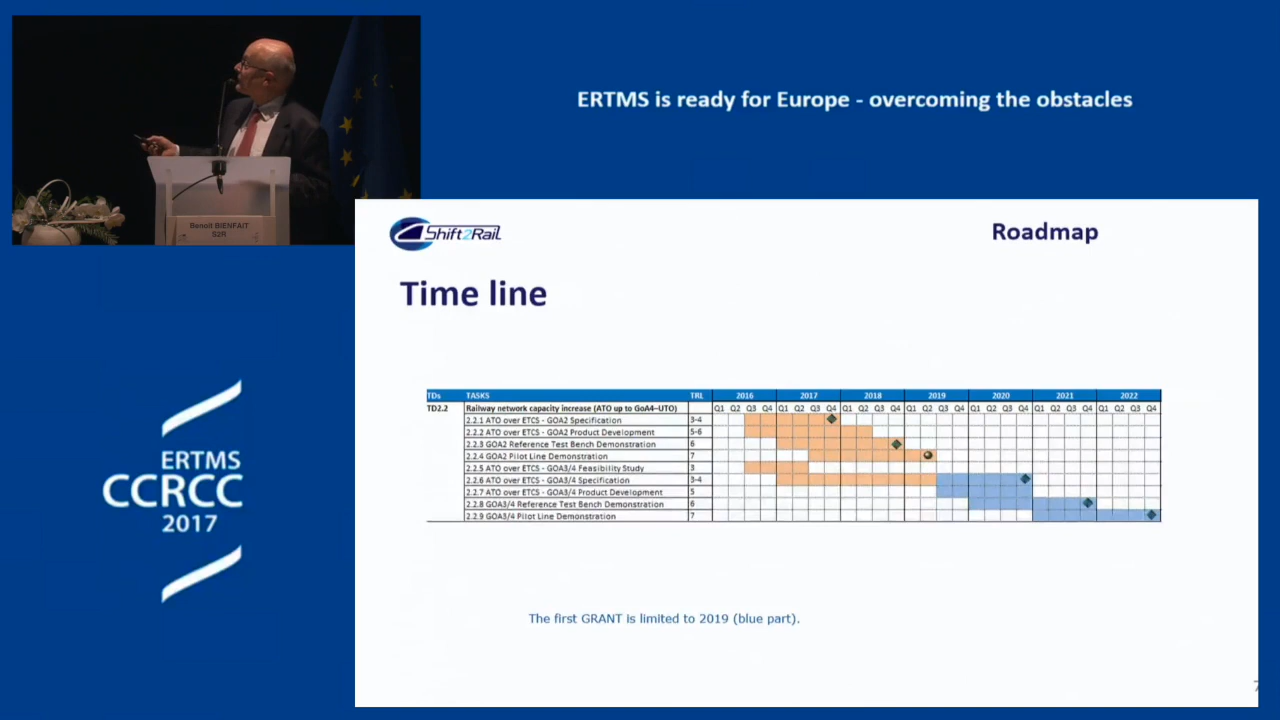 ERTMS is ready for Europe - overcoming the obstacles
Benoit BIENFAIT
S2R
Shift2Rail
Roadmap
Time line
TDs TASKS TRL 2016 2017 2018 2019 2020 2021 2022
TD2.2 Railway network capacity increase (ATO up to GoA4–UTO) Q1 Q2 Q3 Q4 Q1 Q2 Q3 Q4 Q1 Q2 Q3 Q4 Q1 Q2 Q3 Q4 Q1 Q2 Q3 Q4 Q1 Q2 Q3 Q4 Q1 Q2 Q3 Q4
2.2.1 ATO over ETCS - GOA2 Specification 3-4
2.2.2 ATO over ETCS - GOA2 Product Development 5-6
2.2.3 GOA2 Reference Test Bench Demonstration 6
2.2.4 GOA2 Pilot Line Demonstration 7
2.2.5 ATO over ETCS - GOA3/4 Feasibility Study 3
2.2.6 ATO over ETCS - GOA3/4 Specification 3-4
2.2.7 ATO over ETCS - GOA3/4 Product Development 5
2.2.8 GOA3/4 Reference Test Bench Demonstration 6
2.2.9 GOA3/4 Pilot Line Demonstration 7
The first GRANT is limited to 2019 (blue part).
7
ERTMS
CCRCC
2017